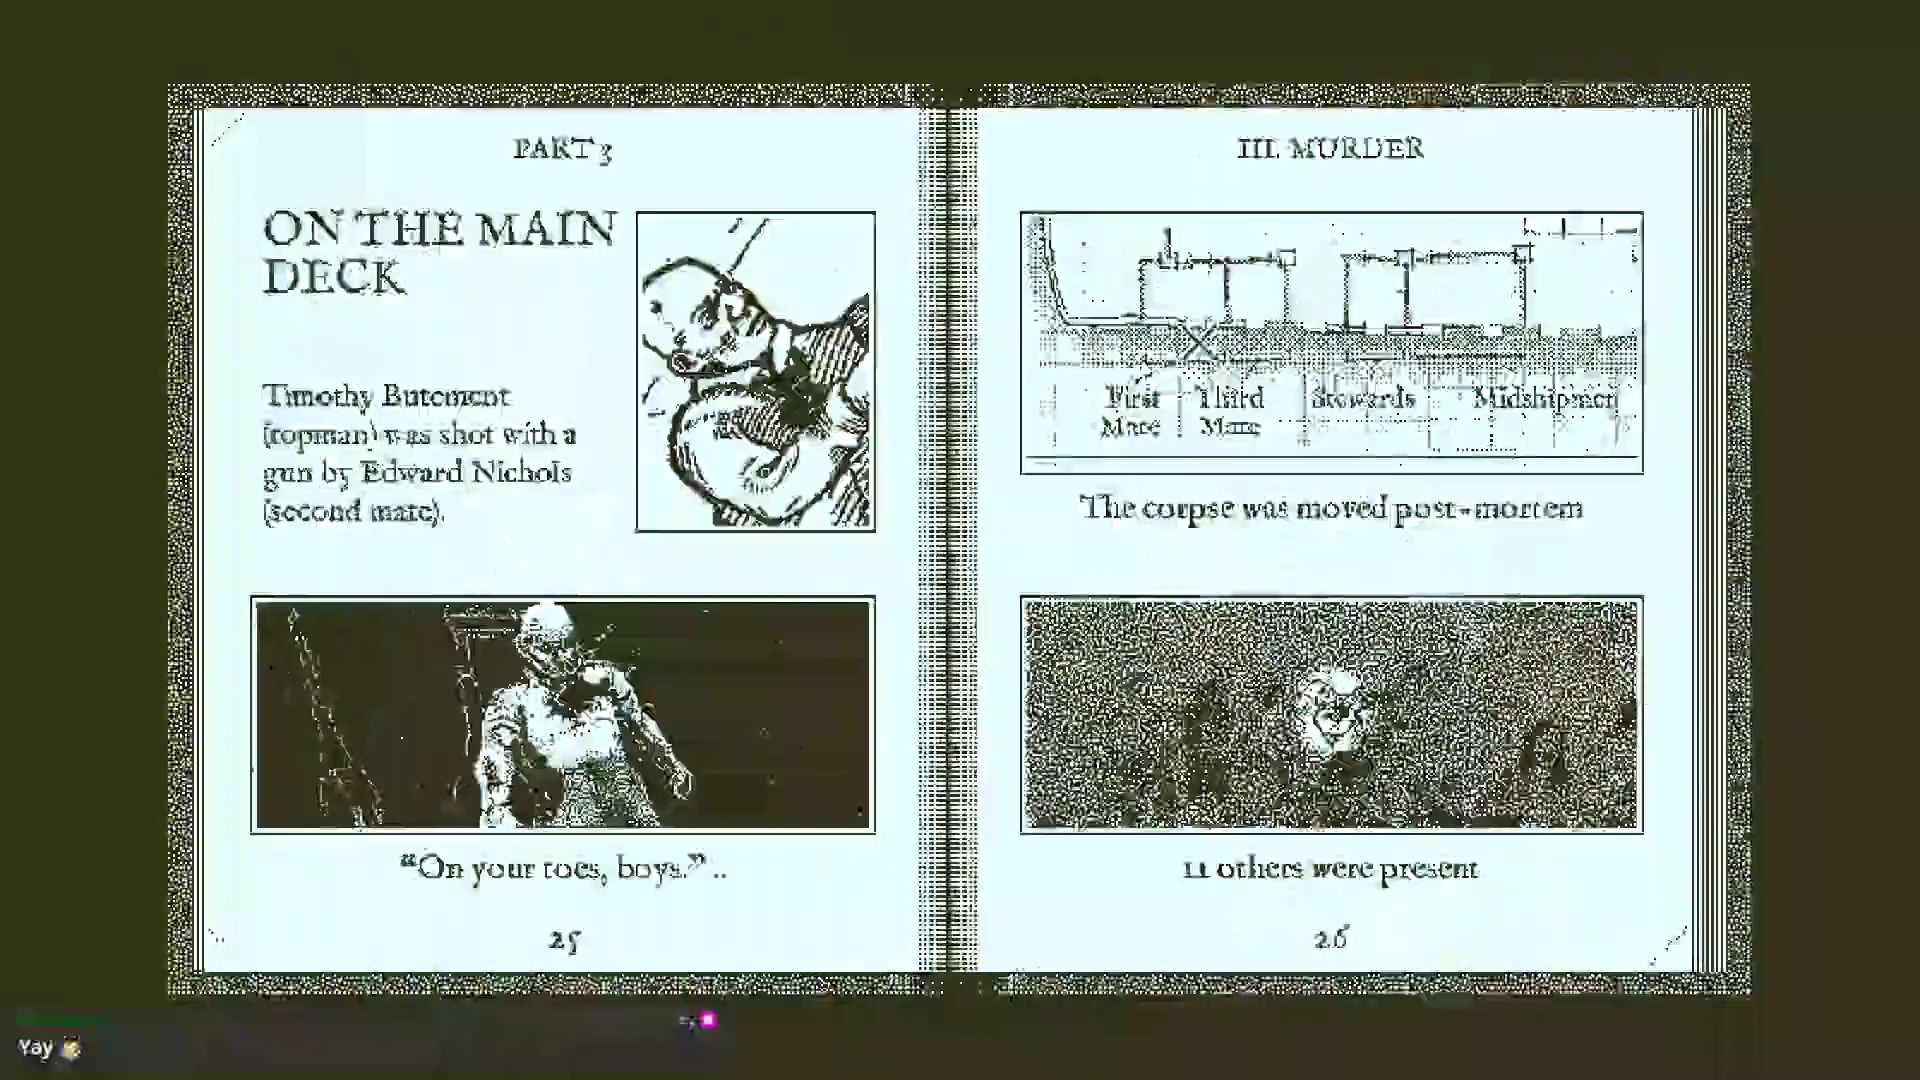 PART 3
ON THE MAIN
DECK
Timothy Butement
(topman) was shot with a
gun by Edward Nichols
(second mate).
"On your toes, boys." ..
25
III. MURDER
First Third Stewards Midshipmen
Mate Mate
The corpse was moved post-mortem
11 others were present
26
Yay